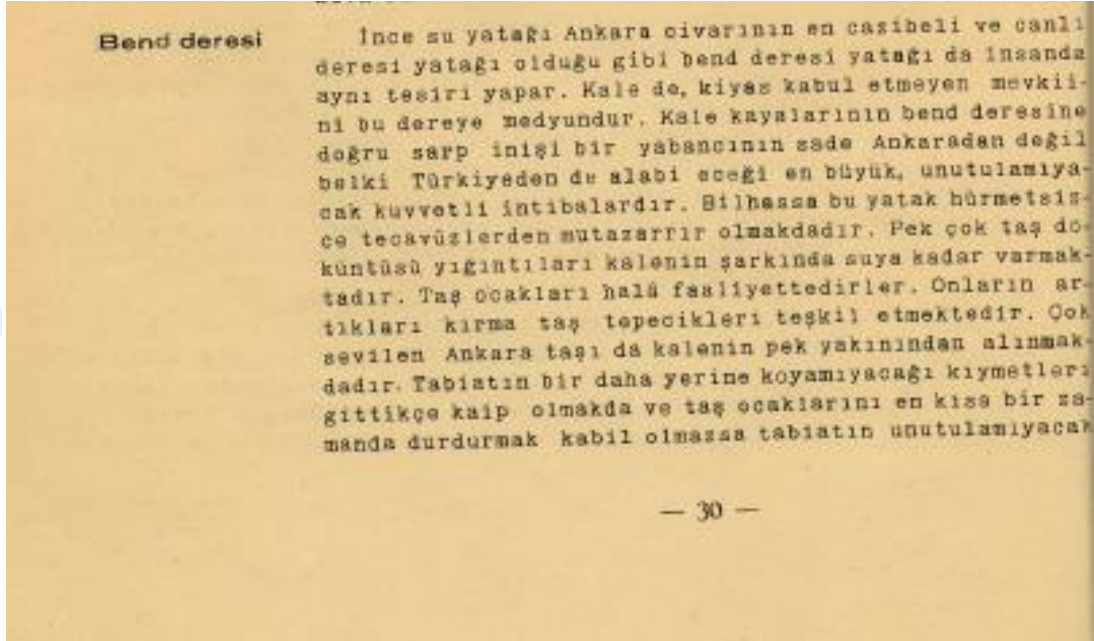 Bend deresi
İnce su yatağı Ankara civarının en casibeli ve canlı
deresi yatağı olduğu gibi bend deresi yatağı da insanda
aynı tesiri yapar. Kale de, kiyas kabul etmeyen mevkii-
ni bu dereye medyundur. Kale kayalarının bend deresine
doğru sarp inişi bir yabancının sade Ankaradan değil
belki Türkiyeden de alabi eceği en büyük, unutulamıya-
cak kuvvetli intibalardır. Bilhassa bu yatak hürmetsiz-
ce tecavüzlerden mutazarrır olmakdadır. Pek çok taş dö-
küntüsü yığıntıları kalenin şarkında suya kadar varmak-
tadır. Taş ocakları halâ faaliyettedirler. Onların ar-
tıkları kırma taş tepecikleri teşkil etmektedir. Çok
sevilen Ankara taşı da kalenin pek yakınından alınmak-
dadır. Tabiatın bir daha yerine koyamıyacağı kıymetleri
gittikçe kaip olmakda ve taş ocaklarını en kısa bir za-
manda durdurmak kabil olmazsa tabiatın unutulamıyacak
— 30 —